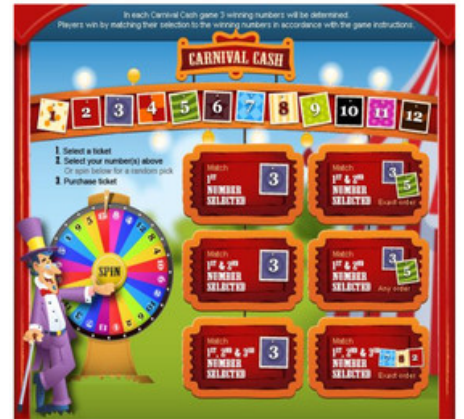 In each Carnival Cash game 3 winning numbers will be determined.
Players win by matching their selection to the winning numbers in accordance with the game instructions.
CARNIVAL CASH
1 2 3 4 5 6 7 8 9 10 11 12
1. Select a ticket
2. Select your number(s) above
Or spin below for a random pick
3. Purchase ticket
SPIN
Match
1ST
NUMBER
SELECTED
3
Match
1ST & 2ND
NUMBER
SELECTED
3
5
Exact order
Match
1ST & 2ND
NUMBER
SELECTED
3
Match
1ST & 2ND
NUMBER
SELECTED
3
5
Any order
Match
1ST, 2ND & 3RD
NUMBER
SELECTED
3
Match
1ST, 2ND & 3RD
NUMBER
SELECTED
2
Exact order